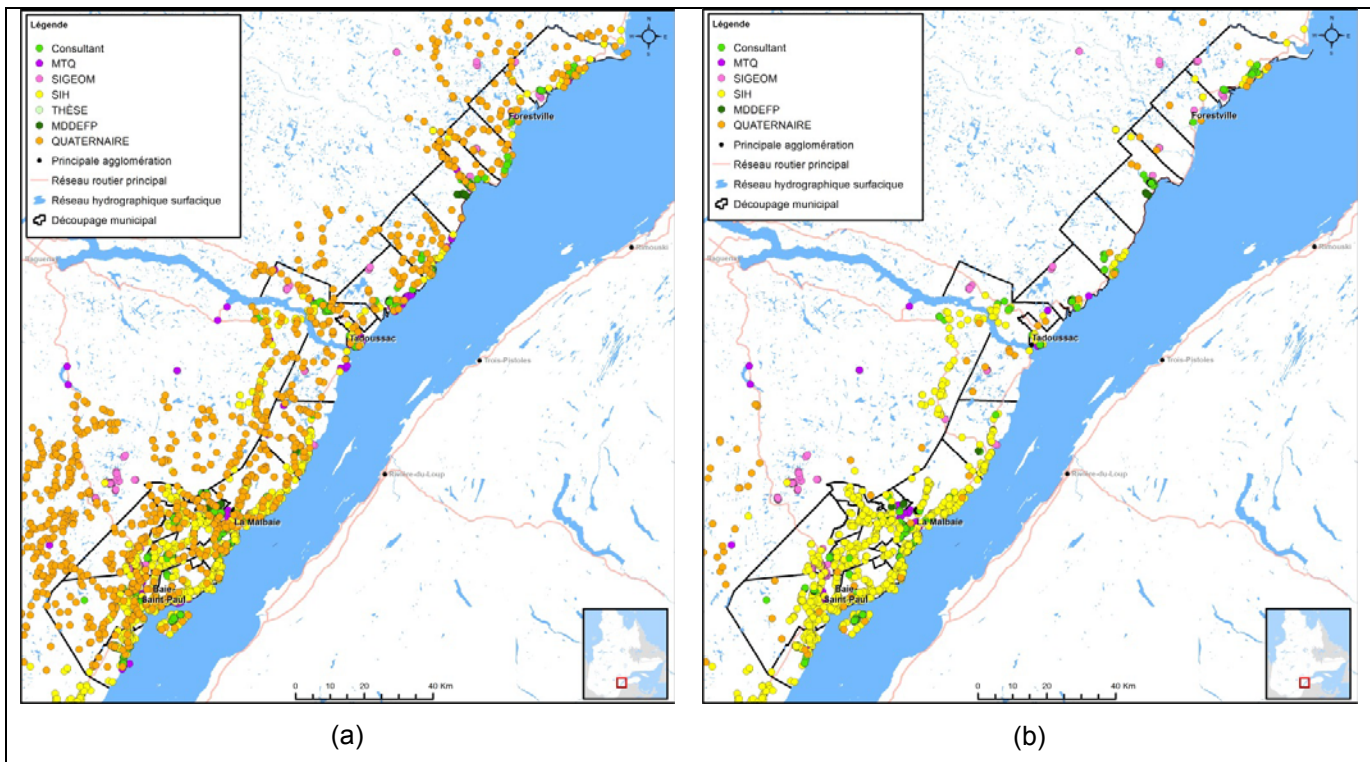 Légende
Consultant
MTQ
SIGEOM
SIH
THÈSE
MDDEFP
QUATERNAIRE
Principale agglomération
Réseau routier principal
Réseau hydrographique surfacique
Découpage municipal
N
E
S
Forestville
Rimouski
Tadoussac
Trois-Pistoles
Rivière-du-Loup
La Malbaie
Baie-
Saint-Paul
0 10 20 40 Km
(a)
Légende
Consultant
MTQ
SIGEOM
SIH
MDDEFP
QUATERNAIRE
Principale agglomération
Réseau routier principal
Réseau hydrographique surfacique
Découpage municipal
N
E
S
Forestville
Rimouski
Saguenay
Tadoussac
Trois-Pistoles
Rivière-du-Loup
La Malbaie
Baie-
Saint-Paul
0 10 20 40 Km
(b)